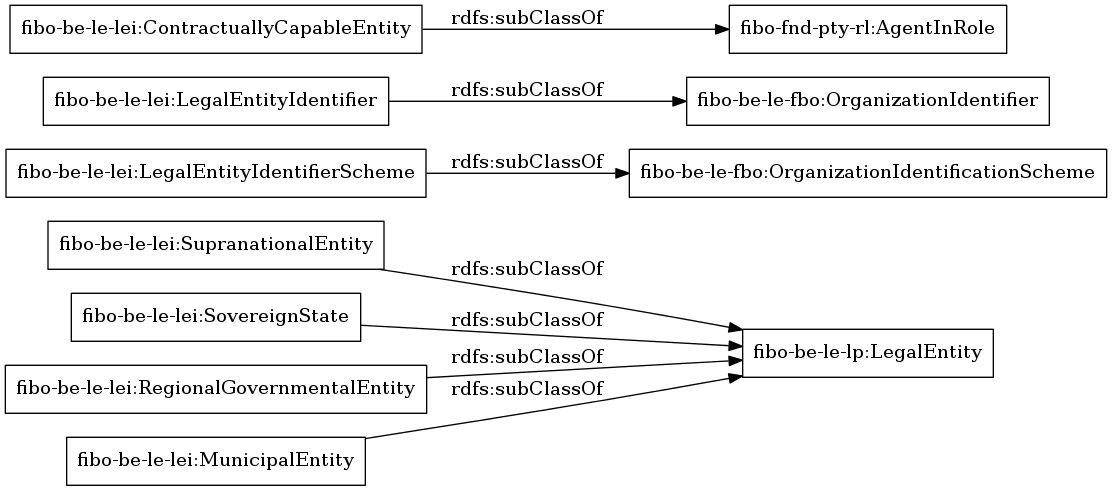 fibo-be-le-lei:ContractuallyCapableEntity rdfs:subClassOf fibo-fnd-pty-rl:AgentInRole
fibo-be-le-lei:LegalEntityIdentifier rdfs:subClassOf fibo-be-le-fbo:OrganizationIdentifier
fibo-be-le-lei:LegalEntityIdentifierScheme rdfs:subClassOf fibo-be-le-fbo:OrganizationIdentificationScheme
fibo-be-le-lei:SupranationalEntity
rdfs:subClassOf
fibo-be-le-lei:SovereignState rdfs:subClassOf
fibo-be-le-lp:LegalEntity
rdfs:subClassOf
fibo-be-le-lei:RegionalGovernmentalEntity rdfs:subClassOf
fibo-be-le-lei:MunicipalEntity